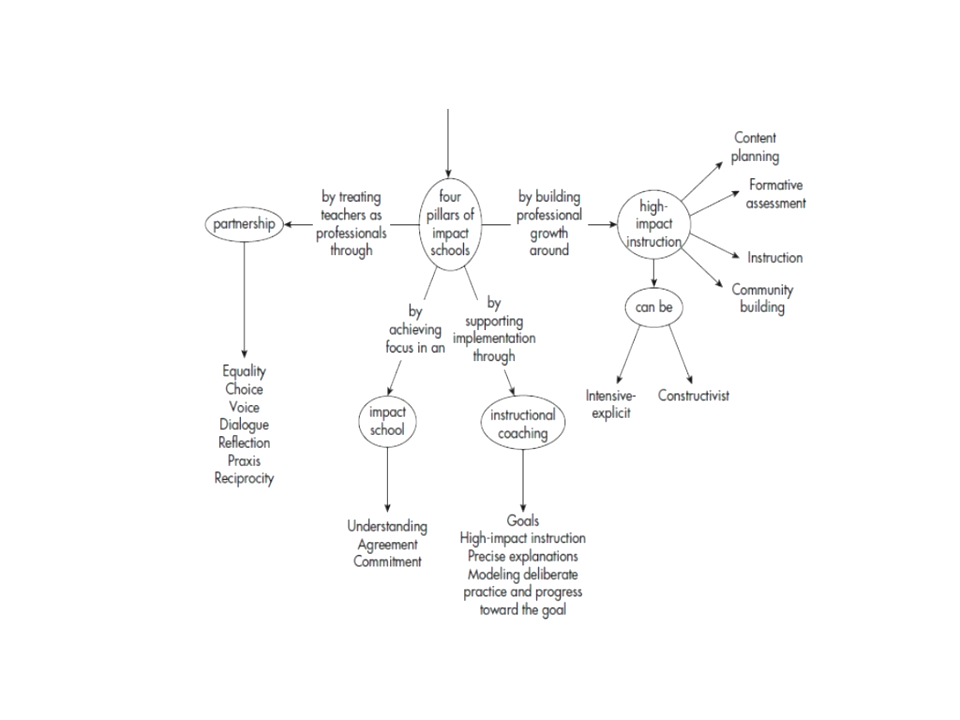 Content
planning
Formative
assessment
by treating
teachers as
professionals
through
four
pillars of
impact
schools
by building
professional
growth
around
high-
impact
instruction
partnership
Instruction
Community
building
can be
by
achieving
focus in an
by
supporting
implementation
through
Equality
Choice
Voice
Dialogue
Reflection
Praxis
Reciprocity
impact
school
instructional
coaching
Intensive-
explicit
Constructivist
Understanding
Agreement
Commitment
Goals
High-impact instruction
Precise explanations
Modeling deliberate
practice and progress
toward the goal